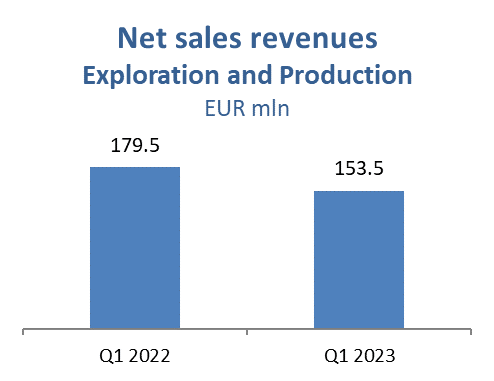 Net sales revenues
Exploration and Production
EUR mln
179.5
153.5
Q1 2022
Q1 2023